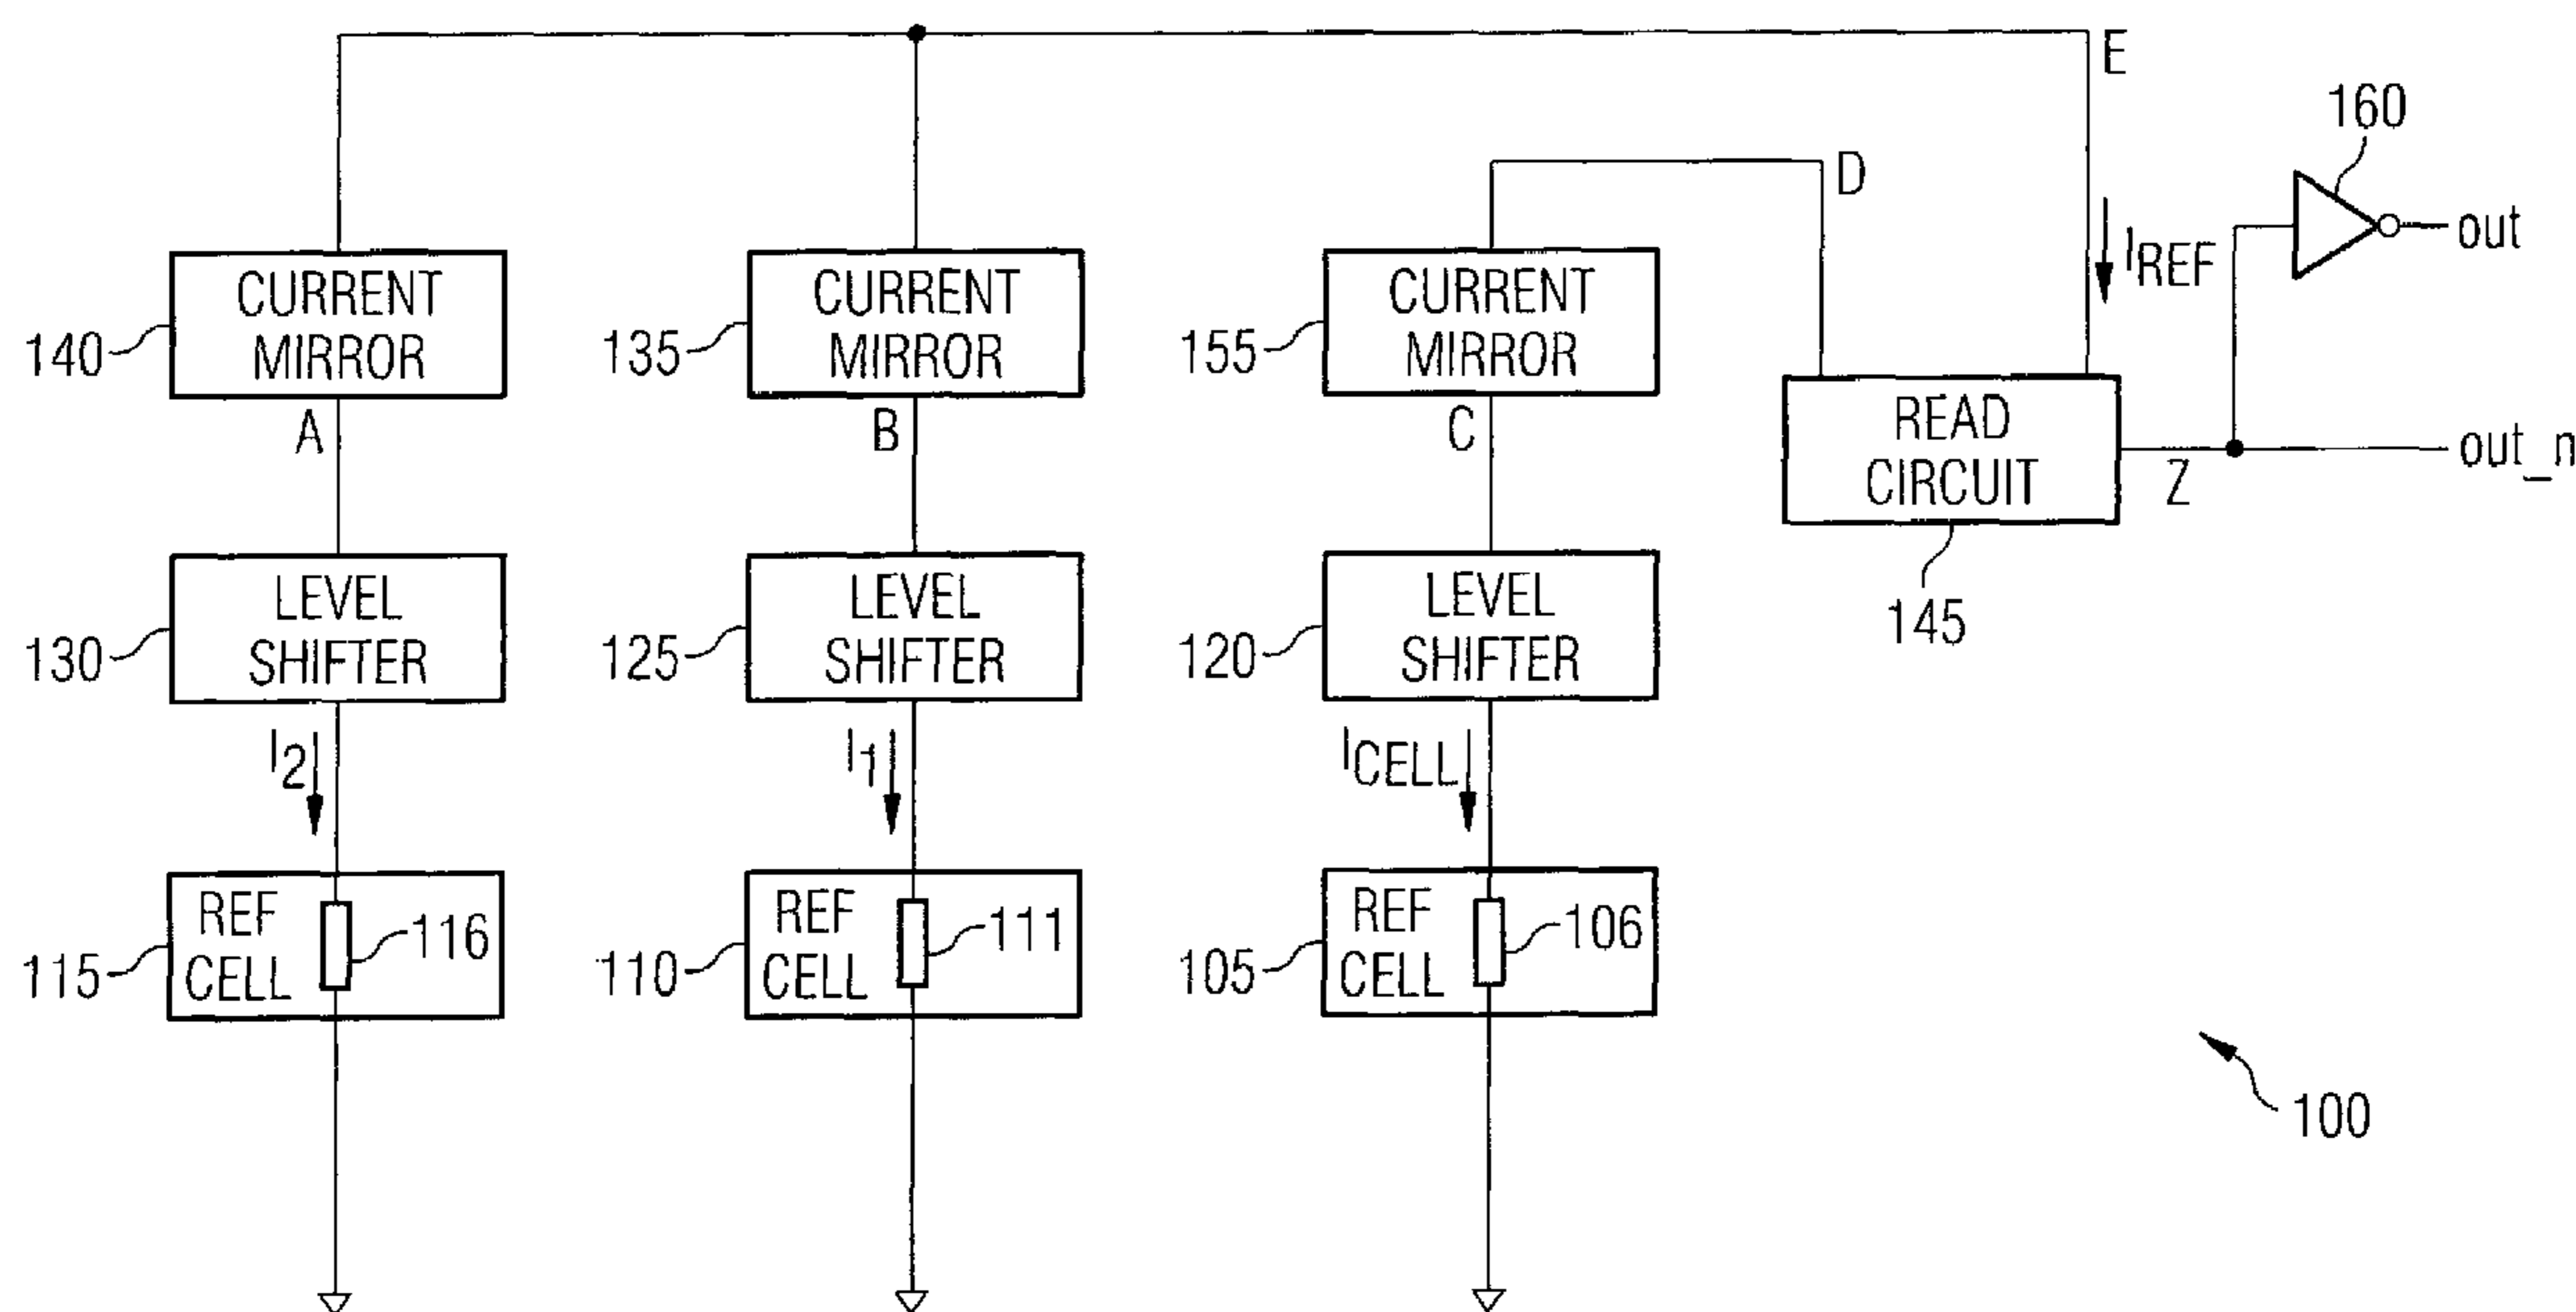 E
160
D
out
I_REF
CURRENT
MIRROR
140
CURRENT
MIRROR
135
CURRENT
MIRROR
155
READ
CIRCUIT
145
A
B
C
Z
out_n
LEVEL
SHIFTER
130
LEVEL
SHIFTER
125
LEVEL
SHIFTER
120
I2
I1
ICELL
REF
CELL
116
115
REF
CELL
111
110
REF
CELL
106
105
100